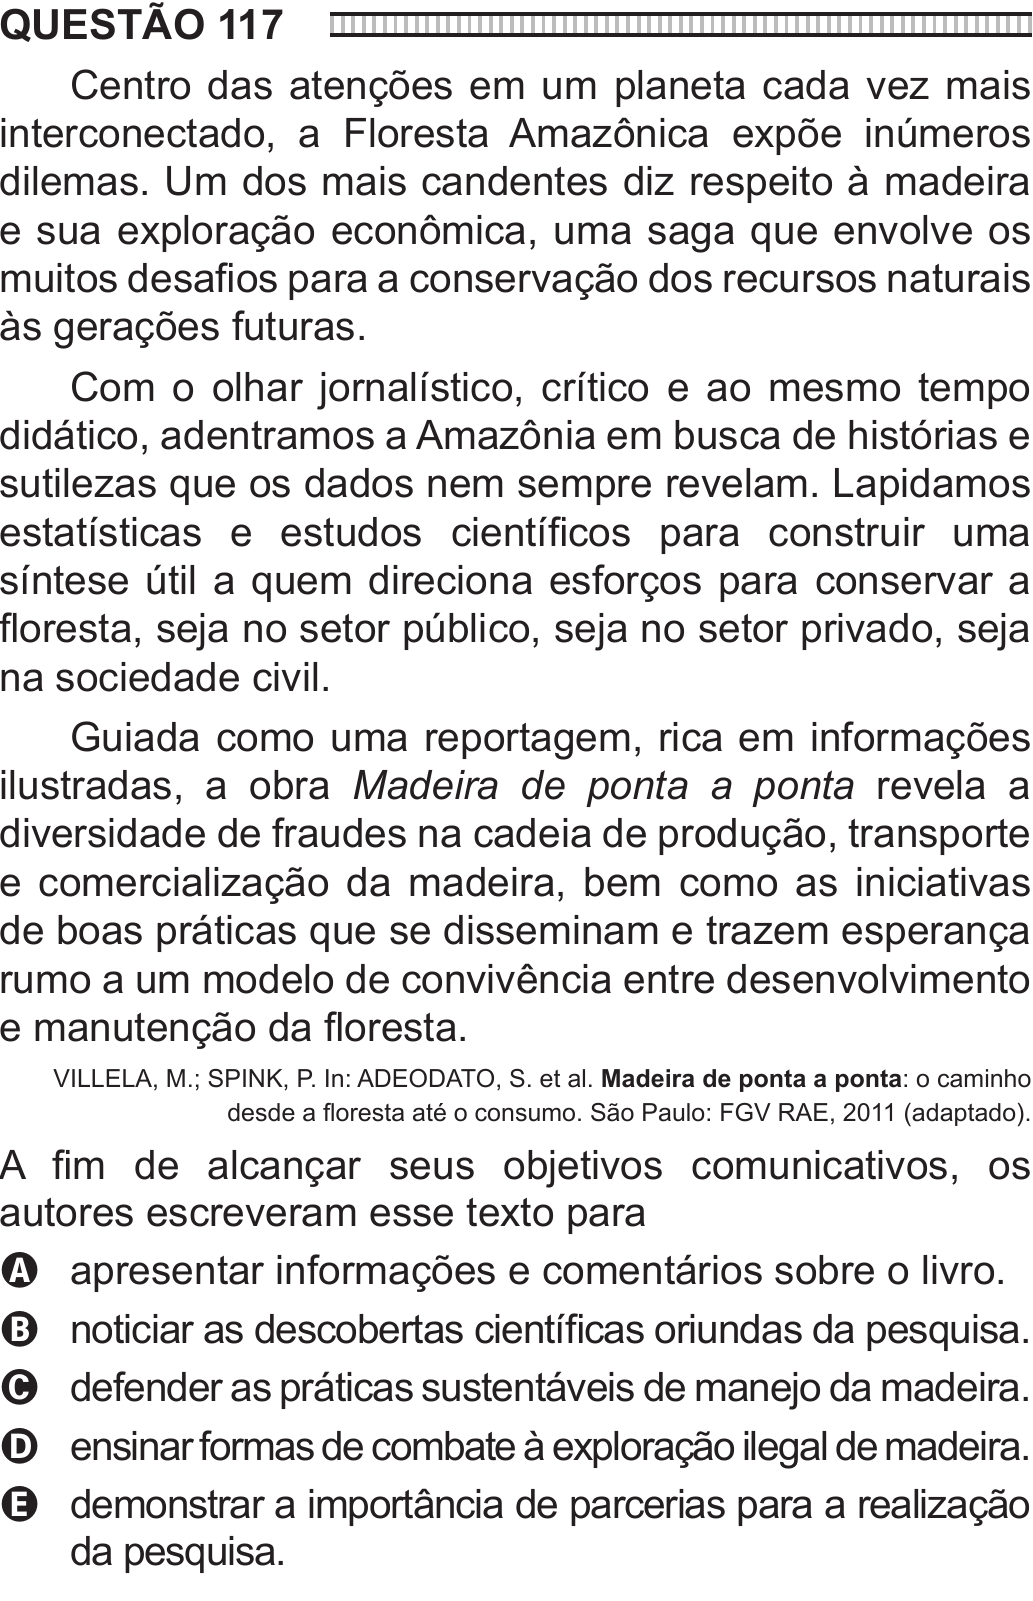 QUESTÃO 117
Centro das atenções em um planeta cada vez mais
interconectado, a Floresta Amazônica expõe inúmeros
dilemas. Um dos mais candentes diz respeito à madeira
e sua exploração econômica, uma saga que envolve os
muitos desafios para a conservação dos recursos naturais
às gerações futuras.
Com o olhar jornalístico, crítico e ao mesmo tempo
didático, adentramos a Amazônia em busca de histórias e
sutilezas que os dados nem sempre revelam. Lapidamos
estatísticas e estudos científicos para construir uma
síntese útil a quem direciona esforços para conservar a
floresta, seja no setor público, seja no setor privado, seja
na sociedade civil.
Guiada como uma reportagem, rica em informações
ilustradas, a obra Madeira de ponta a ponta revela a
diversidade de fraudes na cadeia de produção, transporte
e comercialização da madeira, bem como as iniciativas
de boas práticas que se disseminam e trazem esperança
rumo a um modelo de convivência entre desenvolvimento
e manutenção da floresta.
VILLELA, M.; SPINK, P. In: ADEODATO, S. et al. Madeira de ponta a ponta: o caminho
desde a floresta até o consumo. São Paulo: FGV RAE, 2011 (adaptado).
A fim de alcançar seus objetivos comunicativos, os
autores escreveram esse texto para
A apresentar informações e comentários sobre o livro.
B noticiar as descobertas científicas oriundas da pesquisa.
C defender as práticas sustentáveis de manejo da madeira.
D ensinar formas de combate à exploração ilegal de madeira.
E demonstrar a importância de parcerias para a realização
da pesquisa.